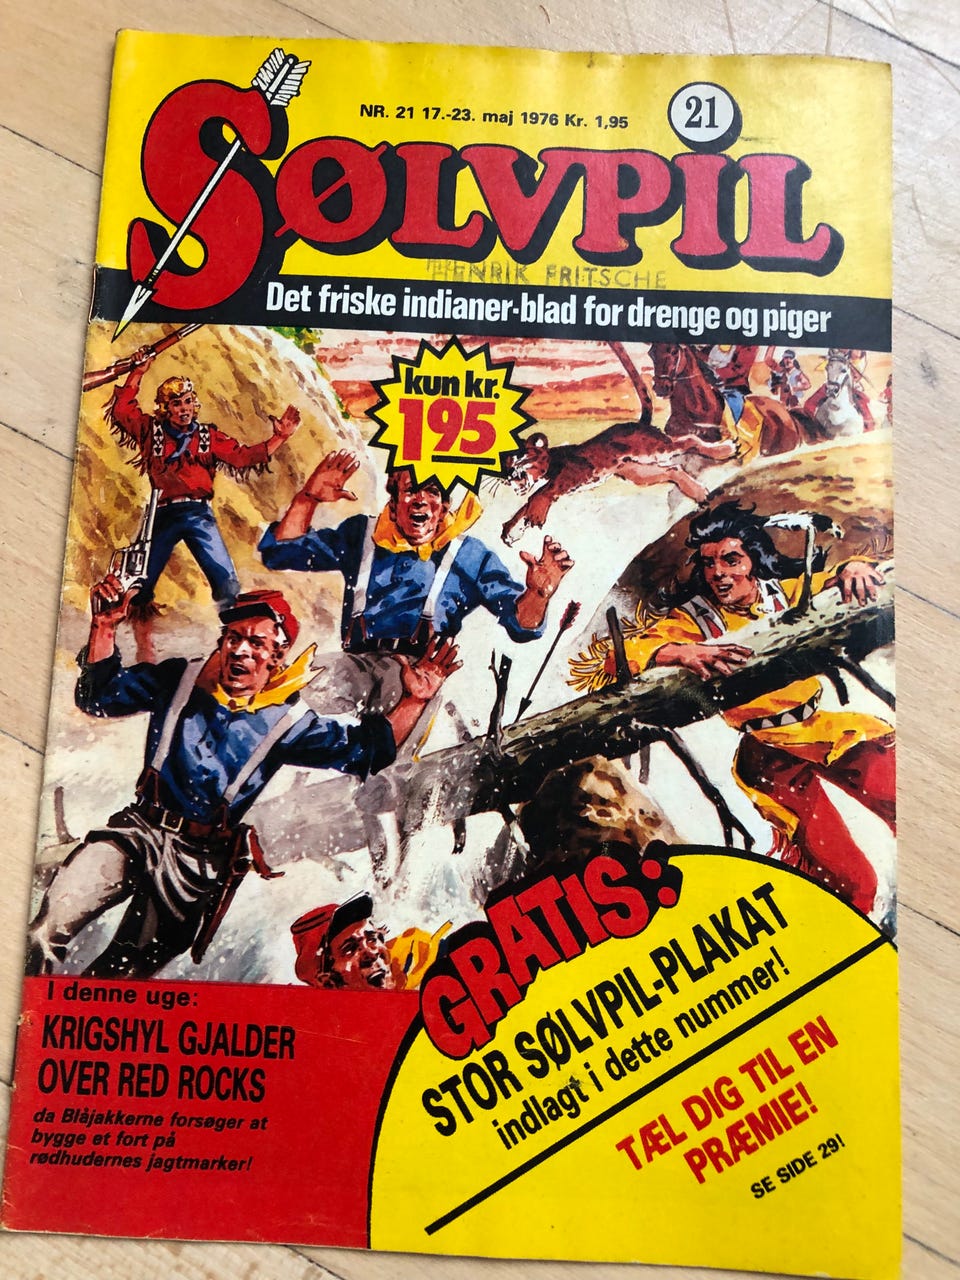 NR. 21 17.-23. maj 1976 Kr. 1,95
21
SØLVPIL
HENRIK FRITSCHE
Det friske indianer-blad for drenge og piger
kun kr.
195
GRATIS:
STOR SØLVPIL-PLAKAT
indlagt i dette nummer!
TÆL DIG TIL EN
PRÆMIE!
SE SIDE 29!
I denne uge:
KRIGSHYL GJALDER
OVER RED ROCKS
da Blåjakkerne forsøger at
bygge et fort på
rødhudernes jagtmarker!